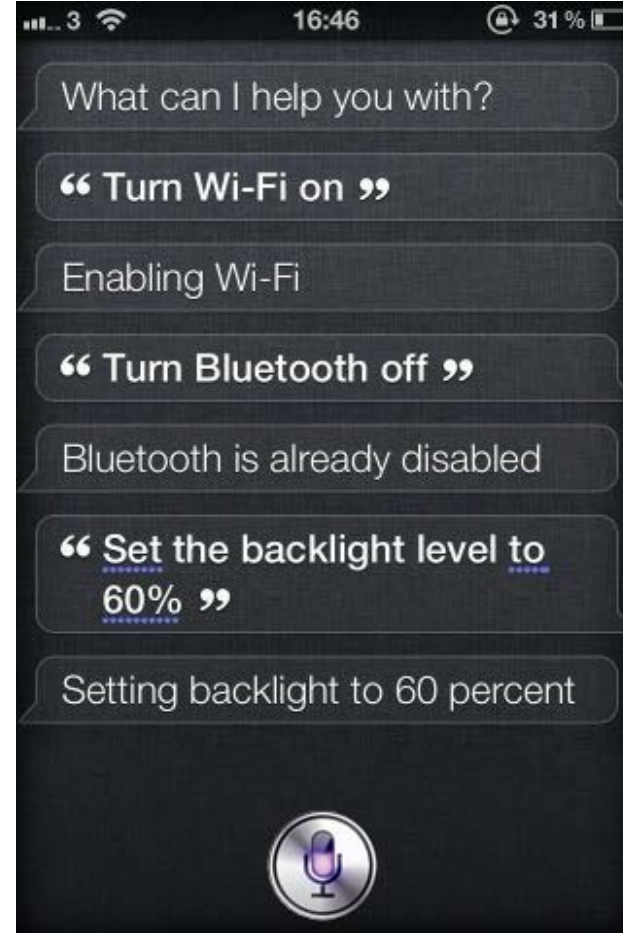 ...3 16:46 31%
What can I help you with?
“ Turn Wi-Fi on ”
Enabling Wi-Fi
“ Turn Bluetooth off ”
Bluetooth is already disabled
“ Set the backlight level to
60% ”
Setting backlight to 60 percent